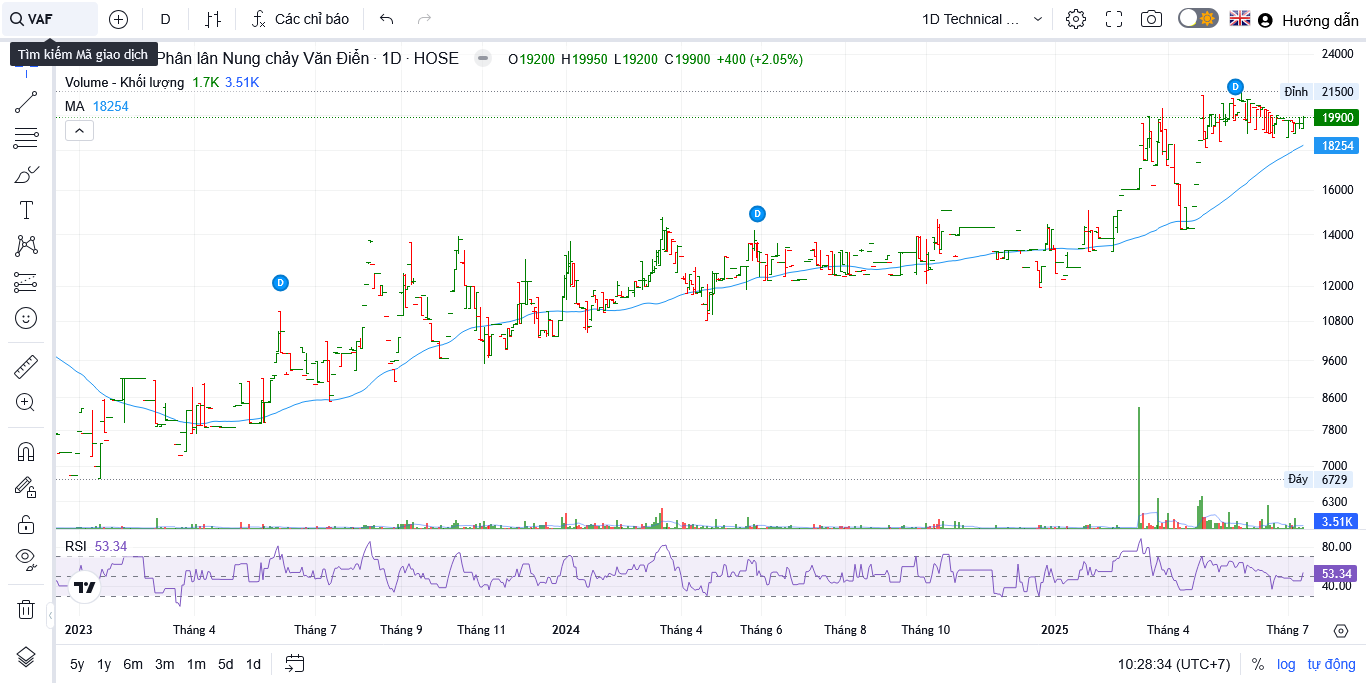 VAF
D
Các chỉ báo
1D Technical ...
Hướng dẫn
Tìm kiếm Mã giao dịch
Phân lân Nung chảy Văn Điển · 1D · HOSE
O19200 H19950 L19200 C19900 +400 (+2.05%)
Volume - Khối lượng 1.7K 3.51K
MA 18254
24000
Đỉnh 21500
19900
18254
16000
14000
12000
10800
9600
8600
7800
7000
Đáy 6729
6300
3.51K
D
D
D
RSI 53.34
80.00
53.34
40.00
2023 Tháng 4 Tháng 7 Tháng 9 Tháng 11 2024 Tháng 4 Tháng 6 Tháng 8 Tháng 10 2025 Tháng 4 Tháng 7
5y 1y 6m 3m 1m 5d 1d
10:28:34 (UTC+7) % log tự động